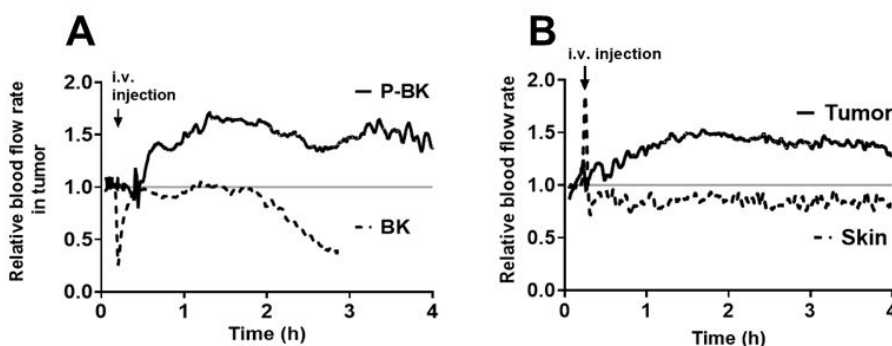 A
Relative blood flow rate
in tumor
2.0
1.5
1.0
0.5
0.0
i.v.
injection
P-BK
BK
0
1
2
3
4
Time (h)
B
Relative blood flow rate
2.0
1.5
1.0
0.5
0.0
i.v. injection
Tumor
Skin
0
1
2
3
4
Time (h)